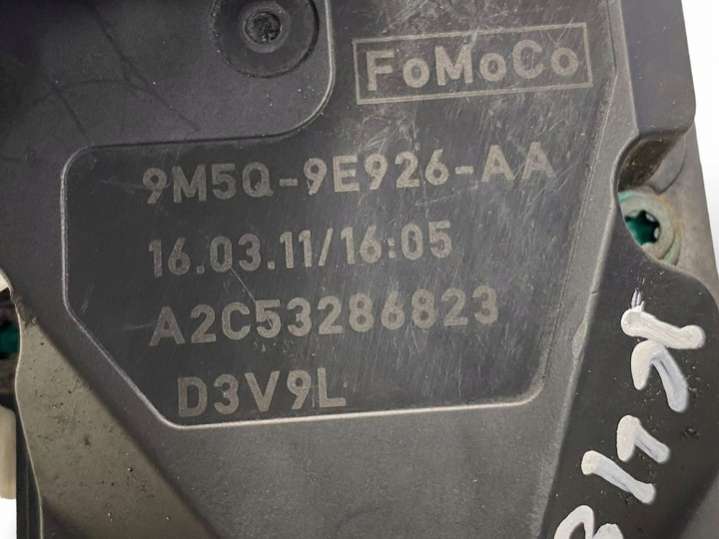 FoMoCo
9M5Q-9E926-AA
16.03.11/16:05
A2C53286823
D3V9L